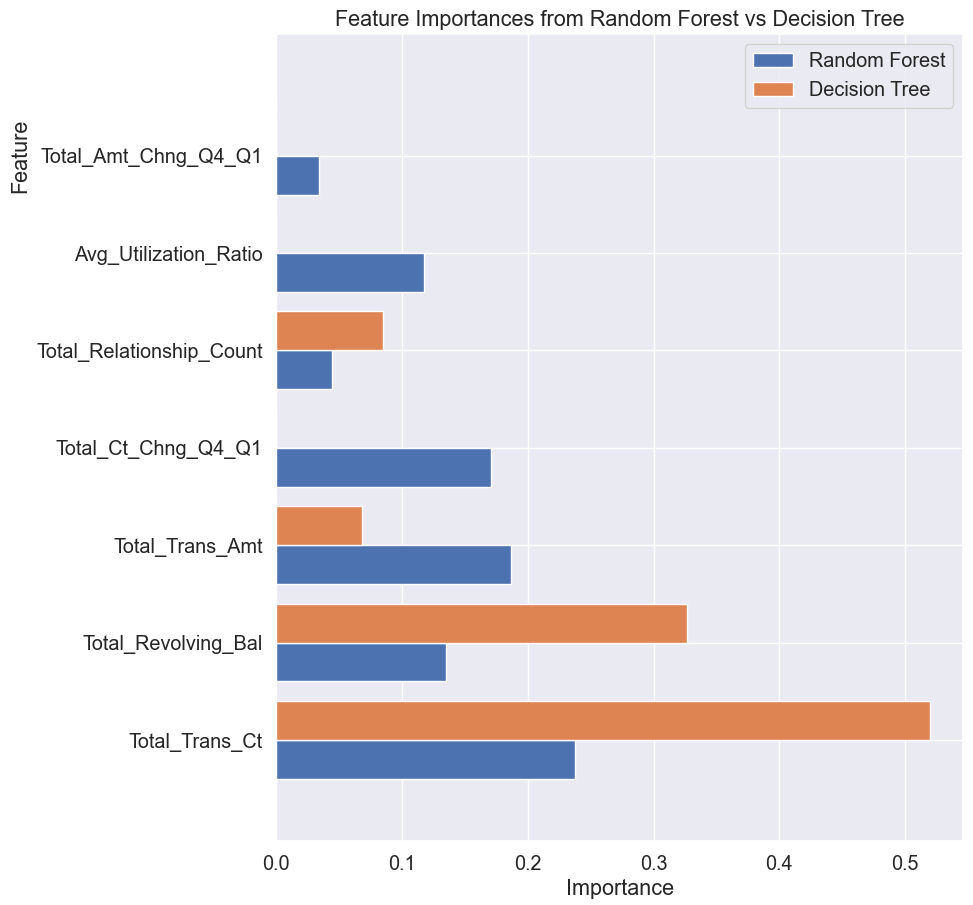 Feature Importances from Random Forest vs Decision Tree
Random Forest
Decision Tree
Feature
Total_Amt_Chng_Q4_Q1
Avg_Utilization_Ratio
Total_Relationship_Count
Total_Ct_Chng_Q4_Q1
Total_Trans_Amt
Total_Revolving_Bal
Total_Trans_Ct
0.0 0.1 0.2 0.3 0.4 0.5
Importance